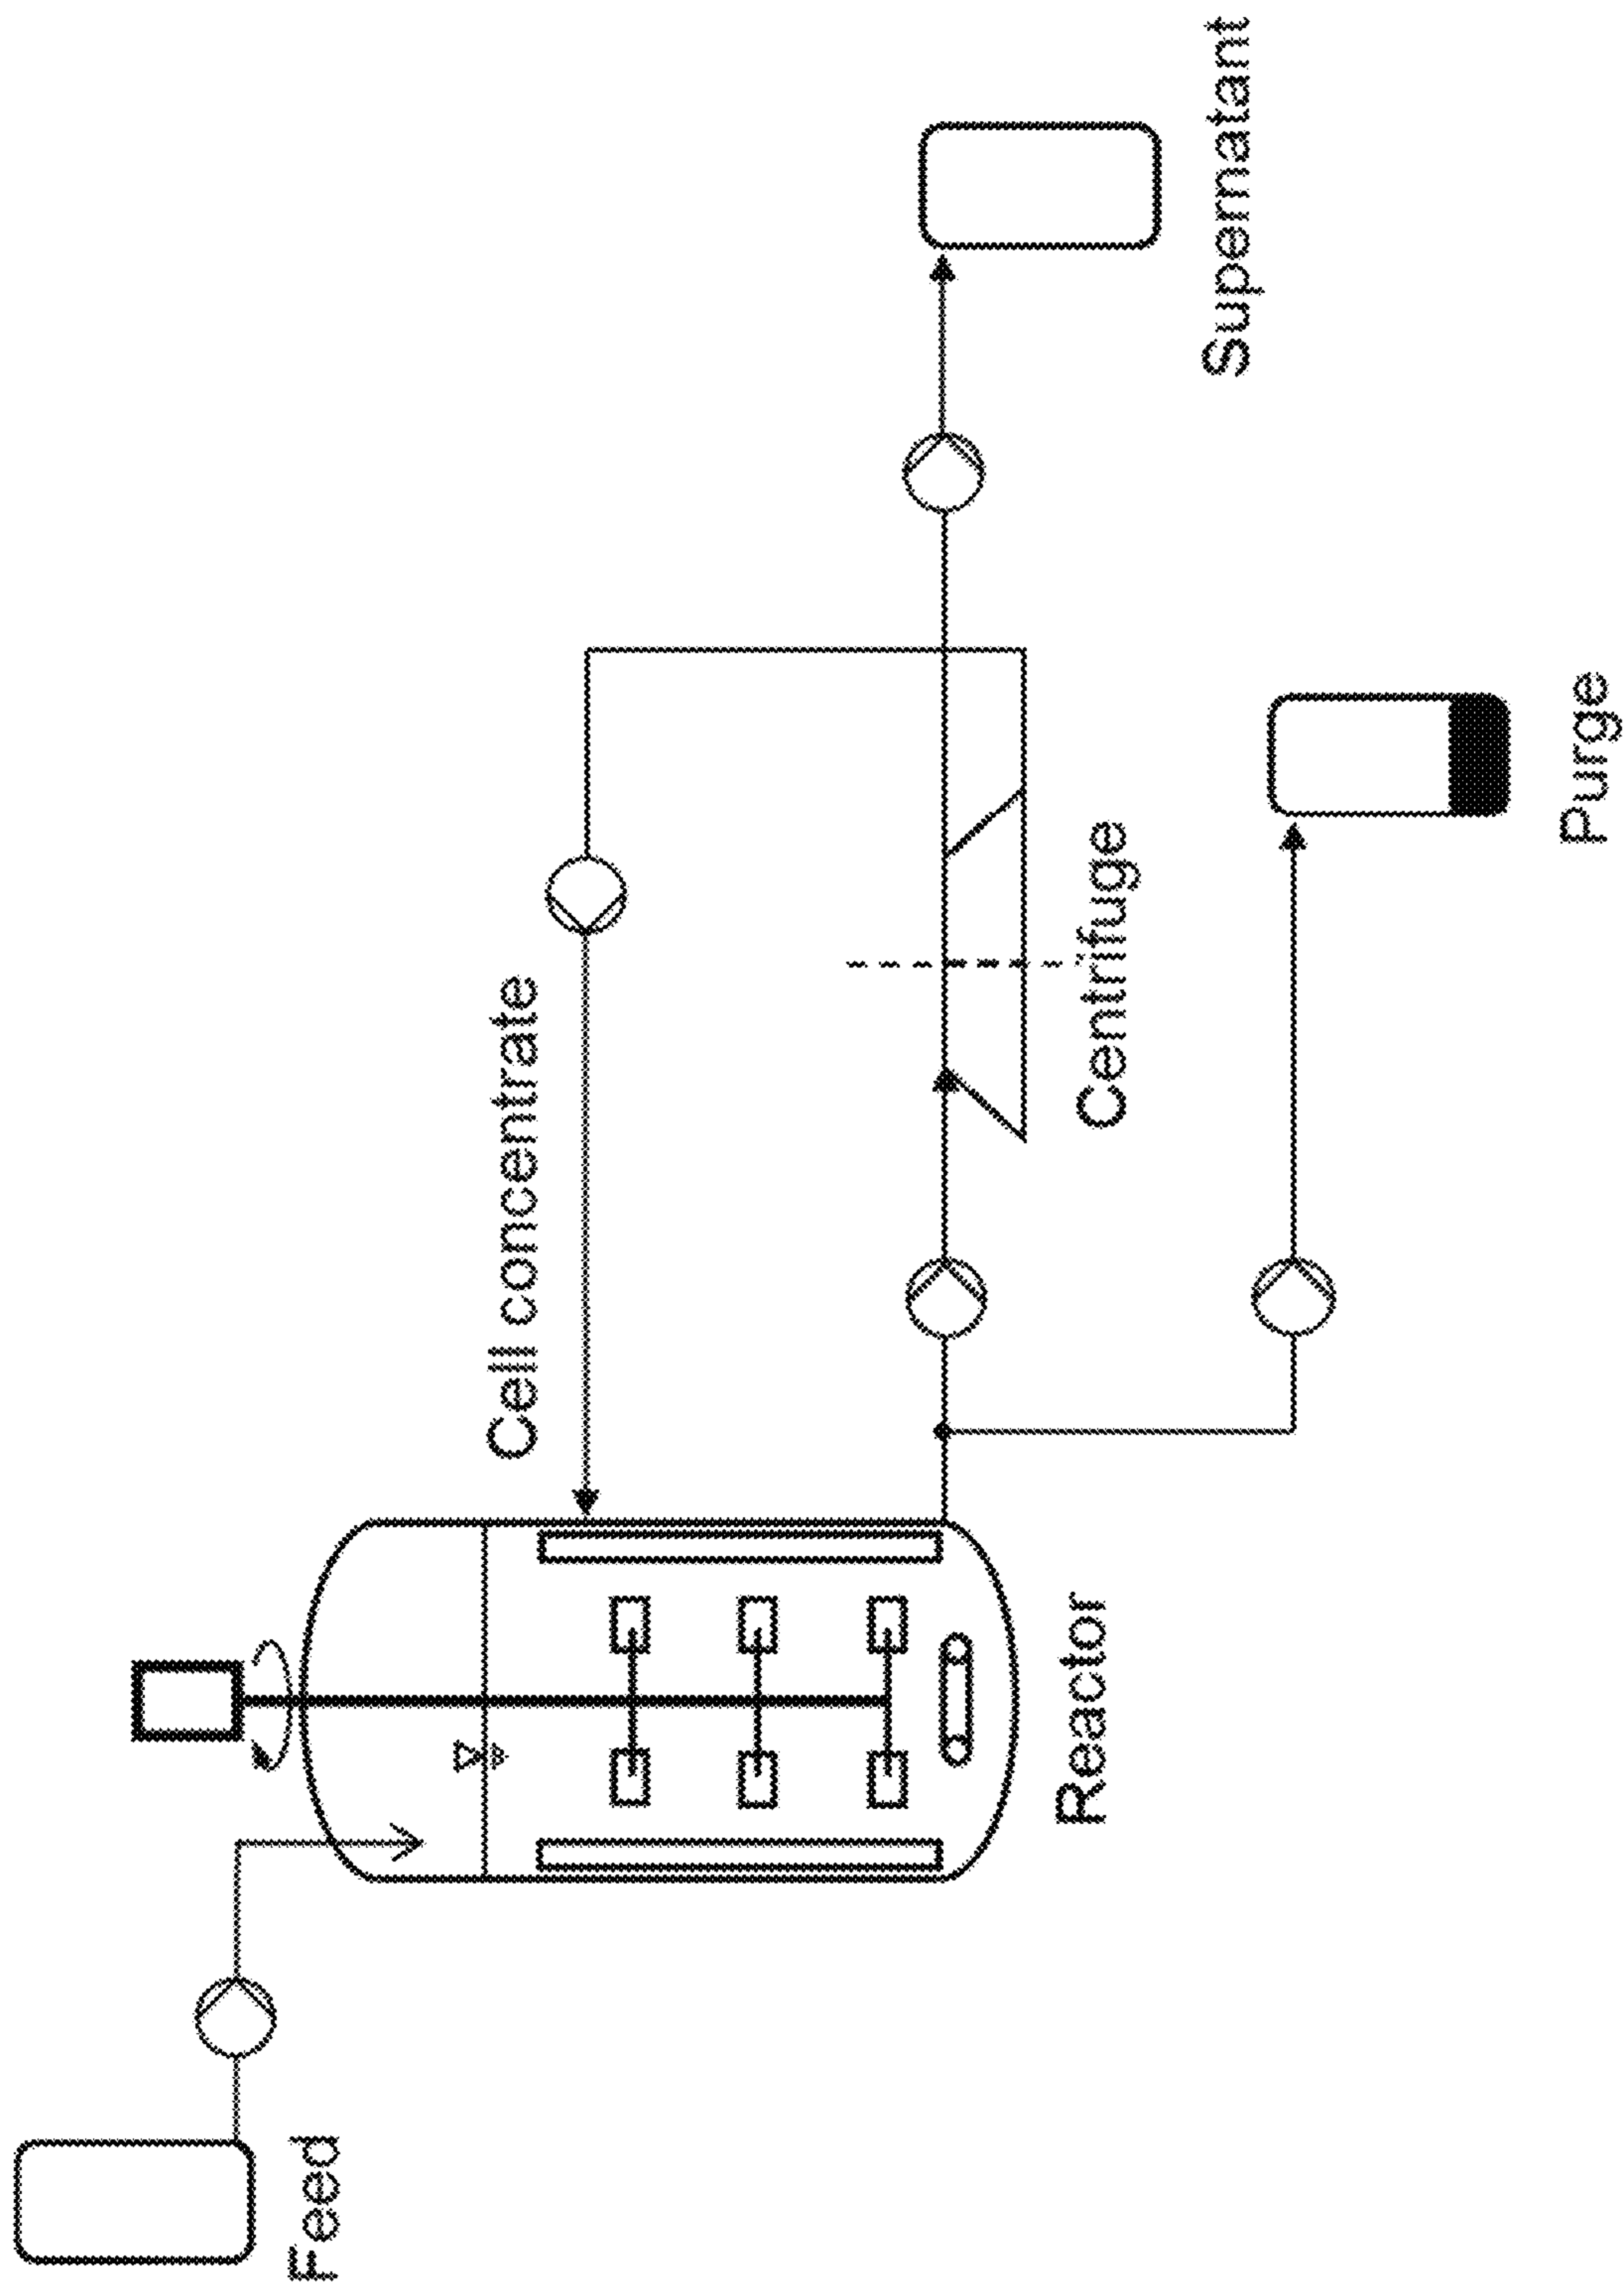 Feed
Reactor
Cell concentrate
Centrifuge
Purge
Supernatant